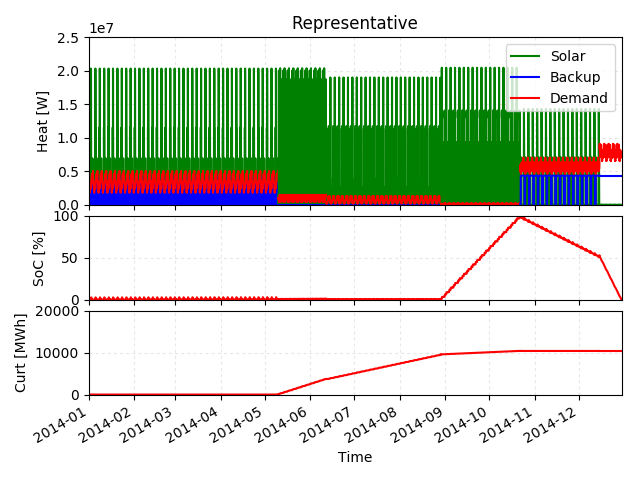 Representative
1e7
2.5
2.0
1.5
1.0
0.5
0.0
Heat [W]
Solar
Backup
Demand
100
50
0
SoC [%]
20000
10000
0
Curt [MWh]
2014-01
2014-02
2014-03
2014-04
2014-05
2014-06
2014-07
2014-08
2014-09
2014-10
2014-11
2014-12
Time